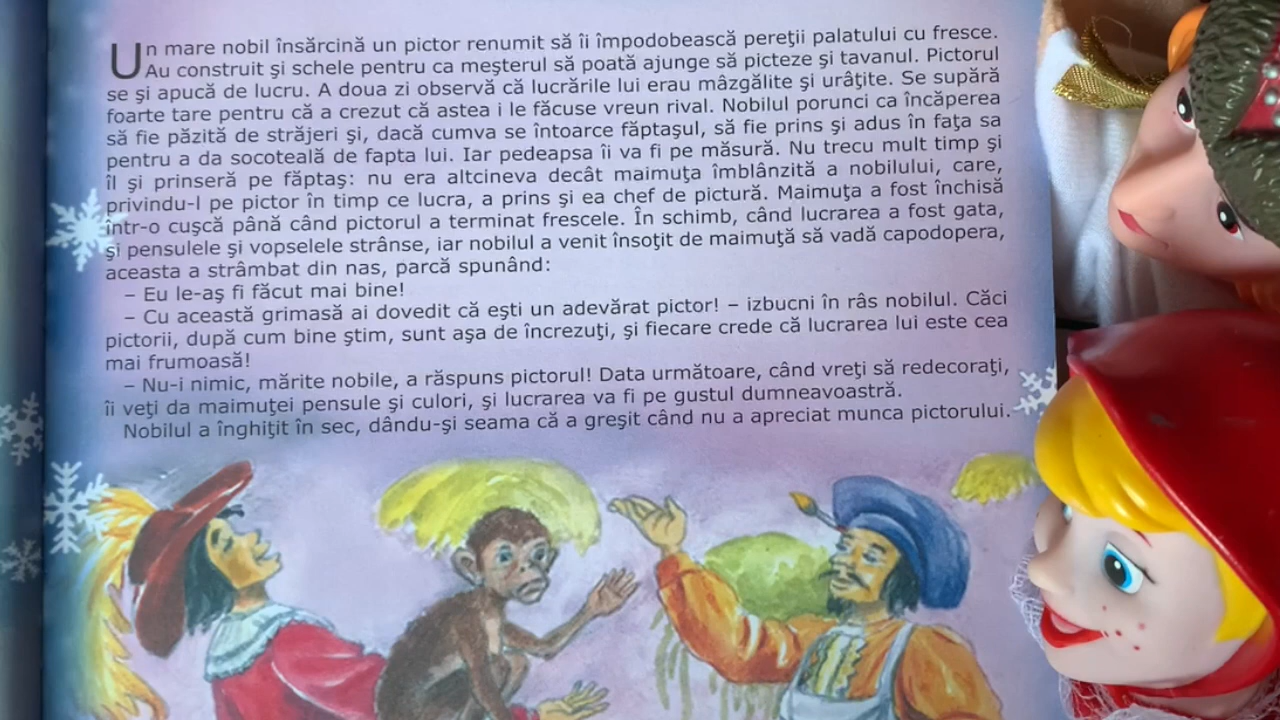 Un mare nobil însărcină un pictor renumit să îi împodobească pereţii palatului cu fresce.
Au construit şi schele pentru ca meşterul să poată ajunge să picteze şi tavanul. Pictorul
se şi apucă de lucru. A doua zi observă că lucrările lui erau mâzgălite şi urâţite. Se supără
foarte tare pentru că a crezut că astea i le făcuse vreun rival. Nobilul porunci ca încăperea
să fie păzită de străjeri şi, dacă cumva se întoarce făptaşul, să fie prins şi adus în faţa sa
pentru a da socoteală de fapta lui. Iar pedeapsa îi va fi pe măsură. Nu trecu mult timp şi
îl şi prinseră pe făptaş: nu era altcineva decât maimuţa îmblânzită a nobilului, care,
privindu-l pe pictor în timp ce lucra, a prins şi ea chef de pictură. Maimuţa a fost închisă
într-o cuşcă până când pictorul a terminat frescele. În schimb, când lucrarea a fost gata,
şi pensulele şi vopselele strânse, iar nobilul a venit însoţit de maimuţă să vadă capodopera,
aceasta a strâmbat din nas, parcă spunând:
– Eu le-aş fi făcut mai bine!
– Cu această grimasă ai dovedit că eşti un adevărat pictor! – izbucni în râs nobilul. Căci
pictorii, după cum bine ştim, sunt aşa de încrezuţi, şi fiecare crede că lucrarea lui este cea
mai frumoasă!
– Nu-i nimic, mărite nobile, a răspuns pictorul! Data următoare, când vreţi să redecoraţi,
îi veţi da maimuţei pensule şi culori, şi lucrarea va fi pe gustul dumneavoastră.
Nobilul a înghiţit în sec, dându-şi seama că a greşit când nu a apreciat munca pictorului.